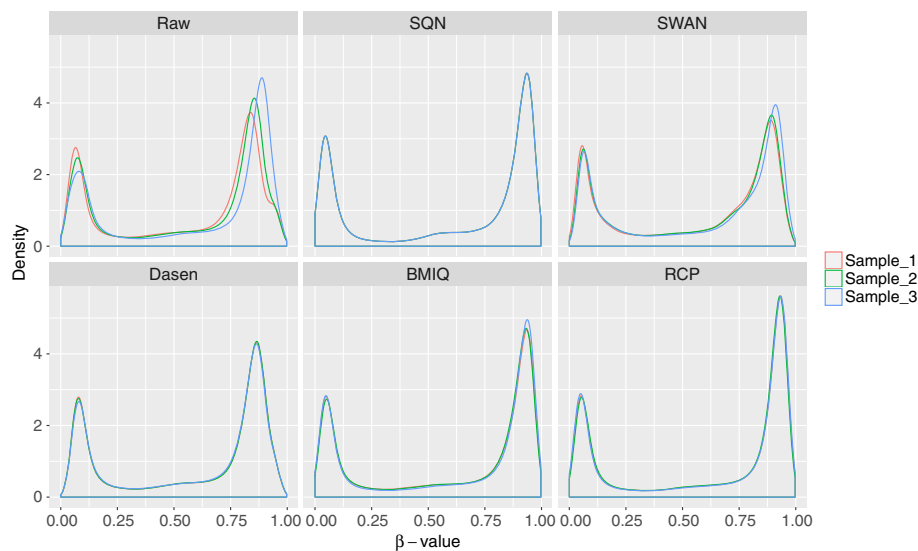 Raw
SQN
SWAN
Density
4
2
0
Dasen
BMIQ
RCP
4
2
0
0.00 0.25 0.50 0.75 1.00
0.00 0.25 0.50 0.75 1.00
0.00 0.25 0.50 0.75 1.00
β−value
Sample_1
Sample_2
Sample_3